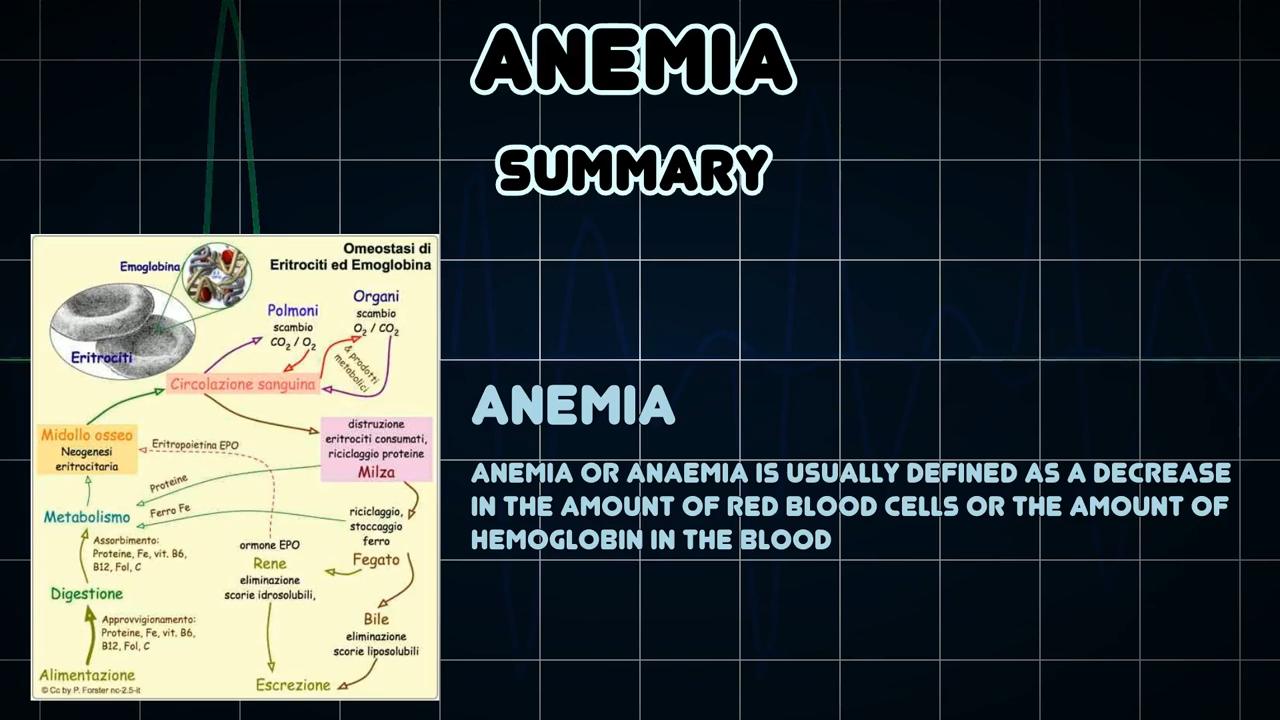 ANEMIA
SUMMARY
Omeostasi di
Eritrociti ed Emoglobina
Emoglobina
Eritrociti
Polmoni
scambio
CO2 / O2
Organi
scambio
O2 / CO2
& prodotti
metabolici
Circolazione sanguina
Midollo osseo
Neogenesi
eritrocitaria
Eritropoietina EPO
distruzione
eritrociti consumati,
riciclaggio proteine
Milza
Proteine
Ferro Fe
Metabolismo
riciclaggio,
stoccaggio
ferro
Fegato
Assorbimento:
Proteine, Fe, vit. B6,
B12, Fol, C
ormone EPO
Rene
eliminazione
scorie idrosolubili,
Digestione
Approvvigionamento:
Proteine, Fe, vit. B6,
B12, Fol, C
Bile
eliminazione
scorie liposolubili
Alimentazione
Escrezione
© Cc by P. Forster nc-2.5-it
ANEMIA
ANEMIA OR ANAEMIA IS USUALLY DEFINED AS A DECREASE
IN THE AMOUNT OF RED BLOOD CELLS OR THE AMOUNT OF
HEMOGLOBIN IN THE BLOOD